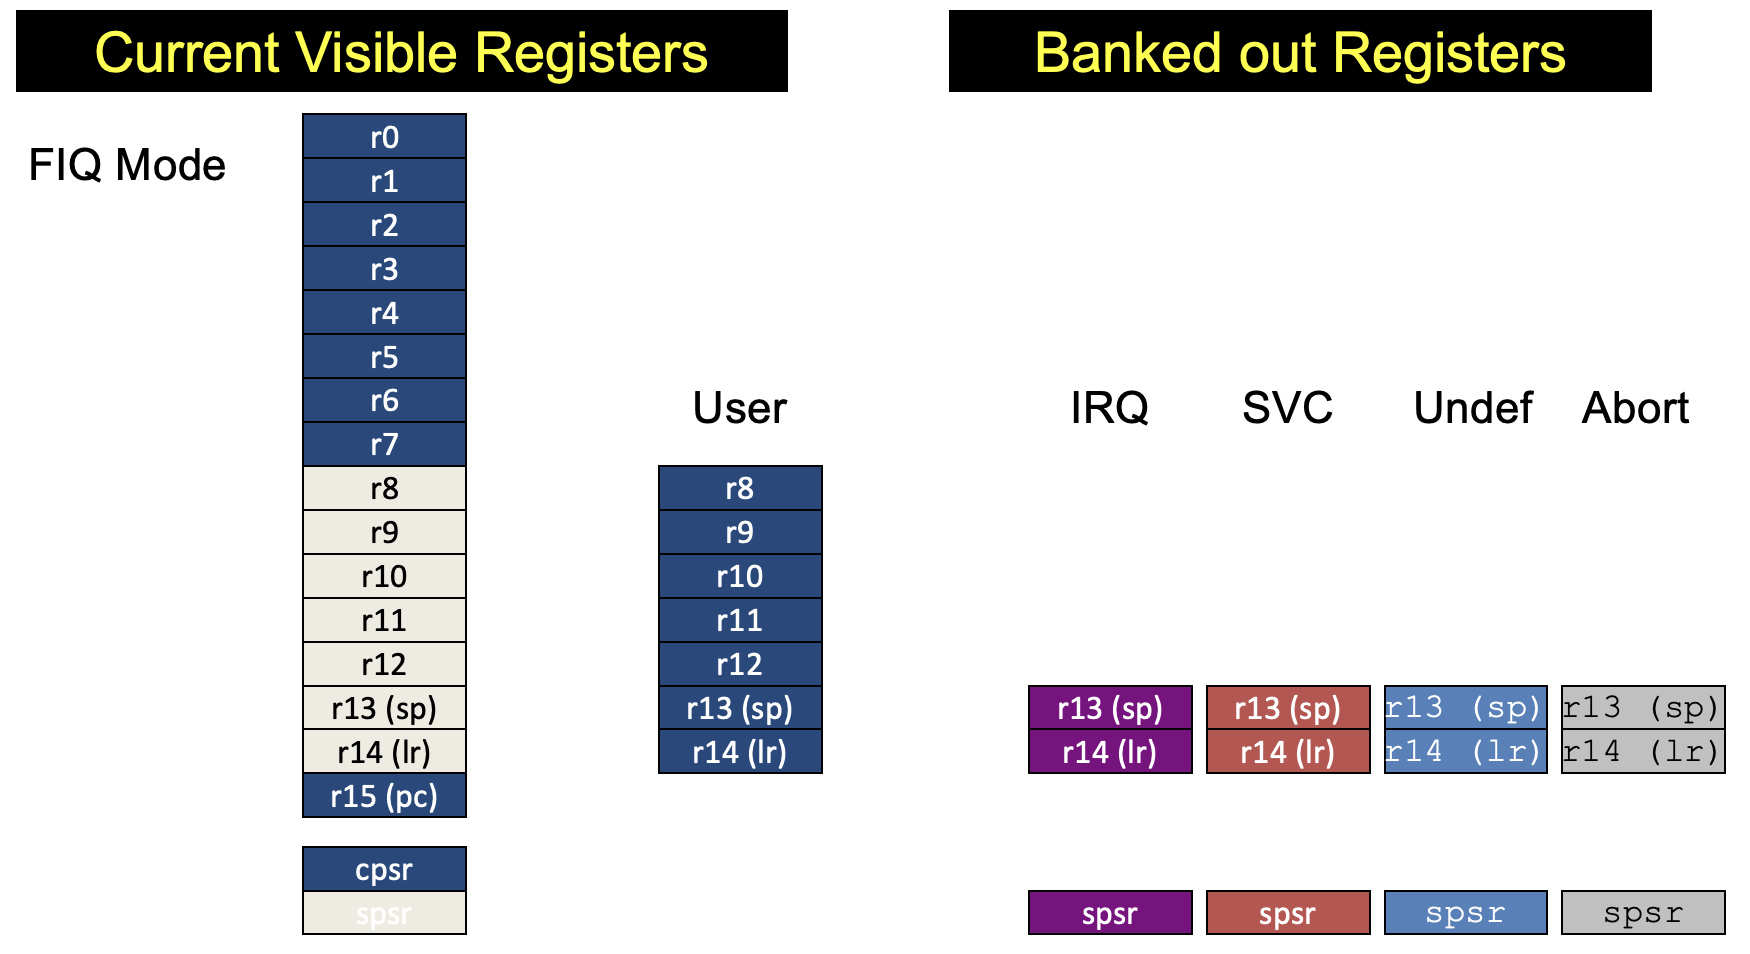 Current Visible Registers
Banked out Registers
FIQ Mode
r0
r1
r2
r3
r4
r5
r6
r7
r8
r9
r10
r11
r12
r13 (sp)
r14 (lr)
r15 (pc)
cpsr
spsr
User
r8
r9
r10
r11
r12
r13 (sp)
r14 (lr)
IRQ
r13 (sp)
r14 (lr)
spsr
SVC
r13 (sp)
r14 (lr)
spsr
Undef
r13 (sp)
r14 (lr)
spsr
Abort
r13 (sp)
r14 (lr)
spsr